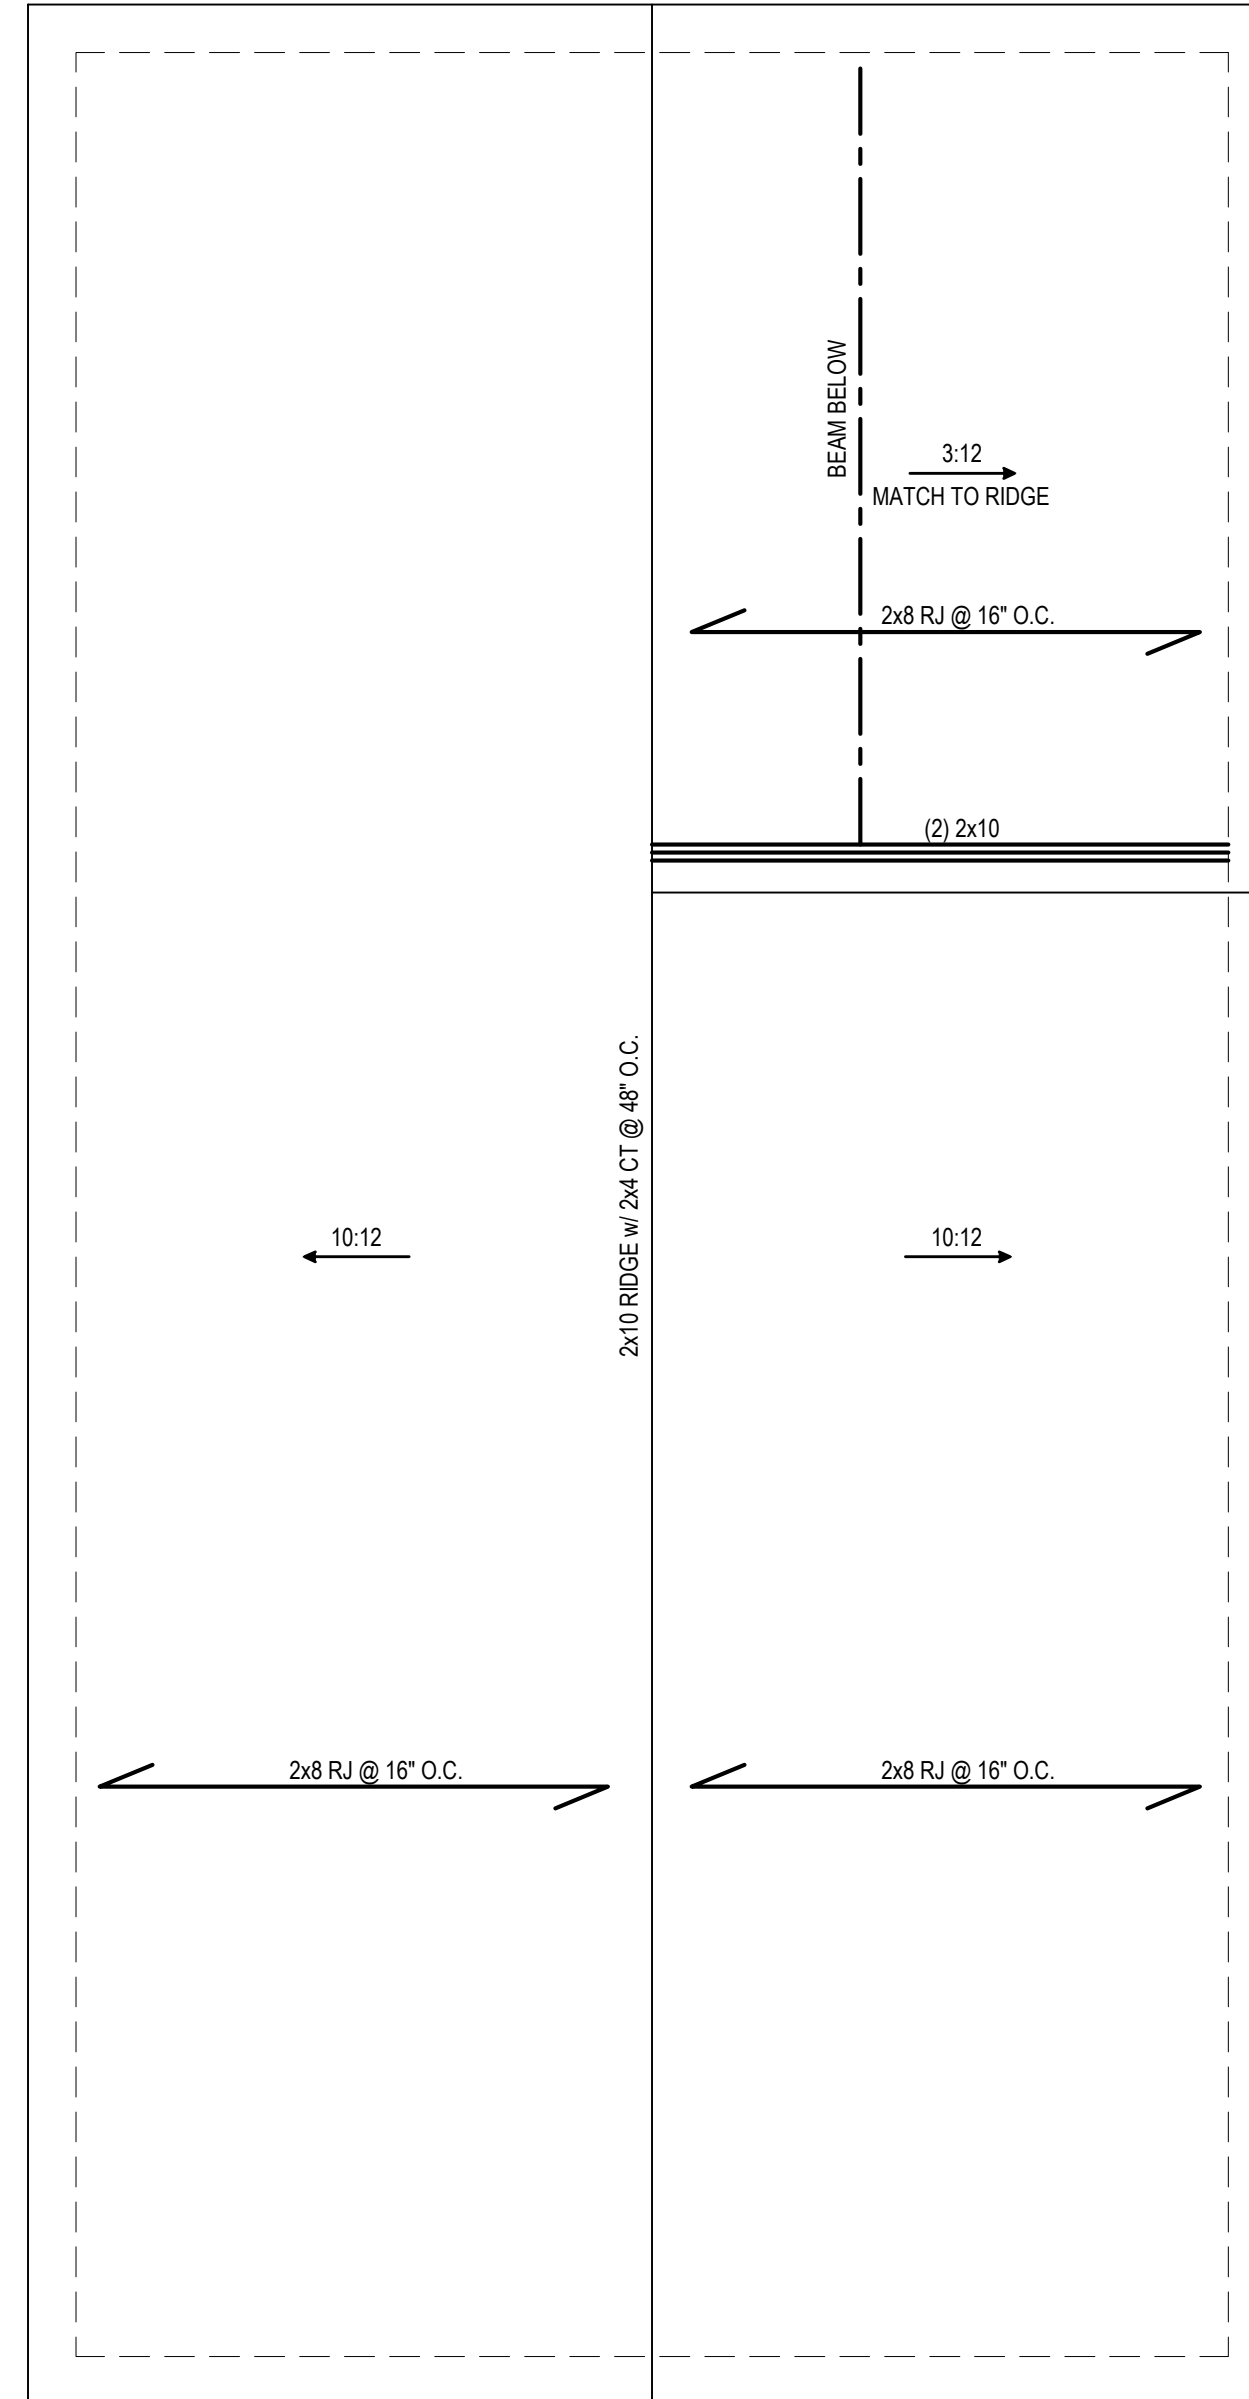 BEAM BELOW
3:12
MATCH TO RIDGE
2x8 RJ @ 16" O.C.
(2) 2x10
2x10 RIDGE w/ 2x4 CT @ 48" O.C.
10:12
10:12
2x8 RJ @ 16" O.C.
2x8 RJ @ 16" O.C.